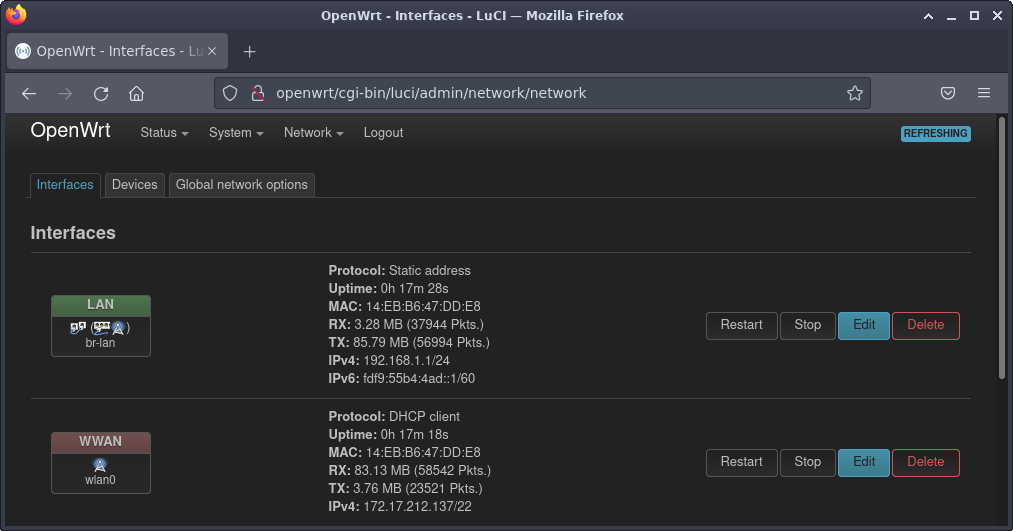 OpenWrt - Interfaces - LuCI — Mozilla Firefox
OpenWrt - Interfaces - Lu
openwrt/cgi-bin/luci/admin/network/network
OpenWrt Status System Network Logout REFRESHING
Interfaces Devices Global network options
Interfaces
LAN
( )
br-lan
Protocol: Static address
Uptime: 0h 17m 28s
MAC: 14:EB:B6:47:DD:E8
RX: 3.28 MB (37944 Pkts.)
TX: 85.79 MB (56994 Pkts.)
IPv4: 192.168.1.1/24
IPv6: fdf9:55b4:4ad::1/60
Restart Stop Edit Delete
WWAN
wlan0
Protocol: DHCP client
Uptime: 0h 17m 18s
MAC: 14:EB:B6:47:DD:E8
RX: 83.13 MB (58542 Pkts.)
TX: 3.76 MB (23521 Pkts.)
IPv4: 172.17.212.137/22
Restart Stop Edit Delete